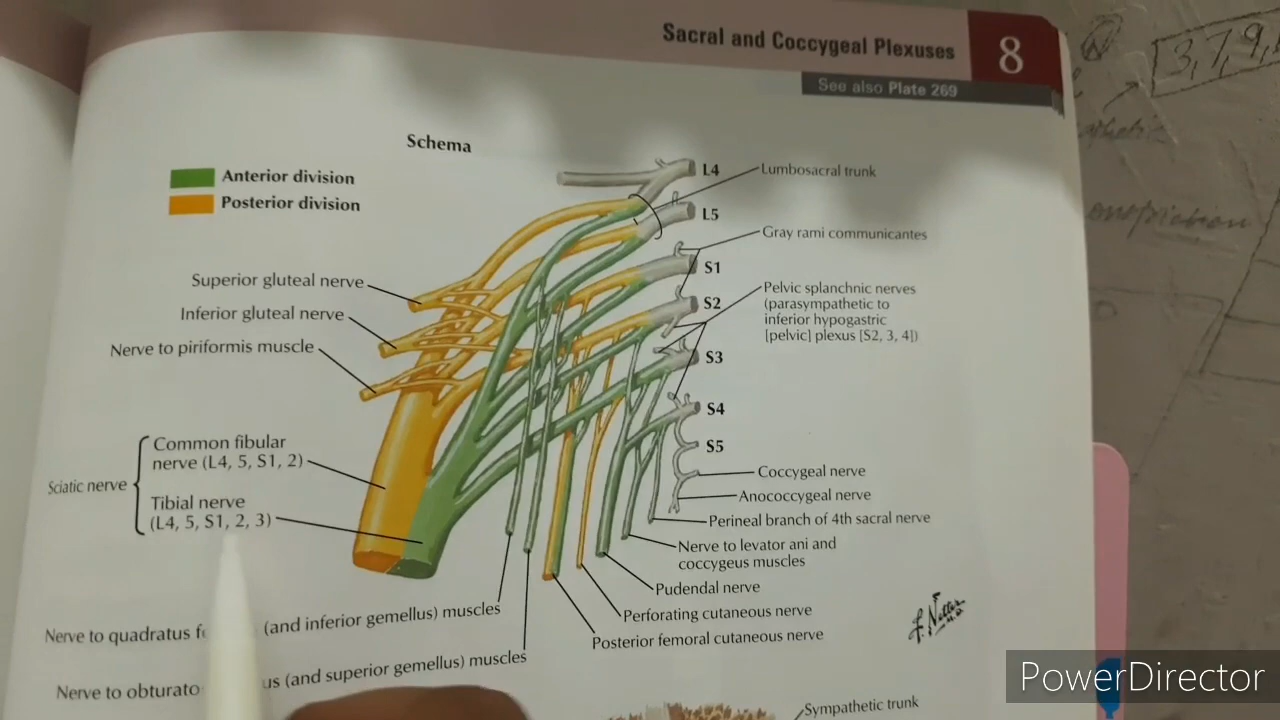 Sacral and Coccygeal Plexuses
8
See also Plate 269
3,7,9,
Schema
Anterior division
Posterior division
L4
Lumbosacral trunk
L5
Gray rami communicantes
S1
Superior gluteal nerve
S2
Pelvic splanchnic nerves
(parasympathetic to
inferior hypogastric
[pelvic] plexus [S2, 3, 4])
Inferior gluteal nerve
Nerve to piriformis muscle
S3
S4
S5
Common fibular
nerve (L4, 5, S1, 2)
Sciatic nerve
Tibial nerve
(L4, 5, S1, 2, 3)
Coccygeal nerve
Anococcygeal nerve
Perineal branch of 4th sacral nerve
Nerve to levator ani and
coccygeus muscles
Pudendal nerve
Perforating cutaneous nerve
Posterior femoral cutaneous nerve
Nerve to quadratus f (and inferior gemellus) muscles
Nerve to obturato us (and superior gemellus) muscles
F. Netter
M.D.
Sympathetic trunk
PowerDirector